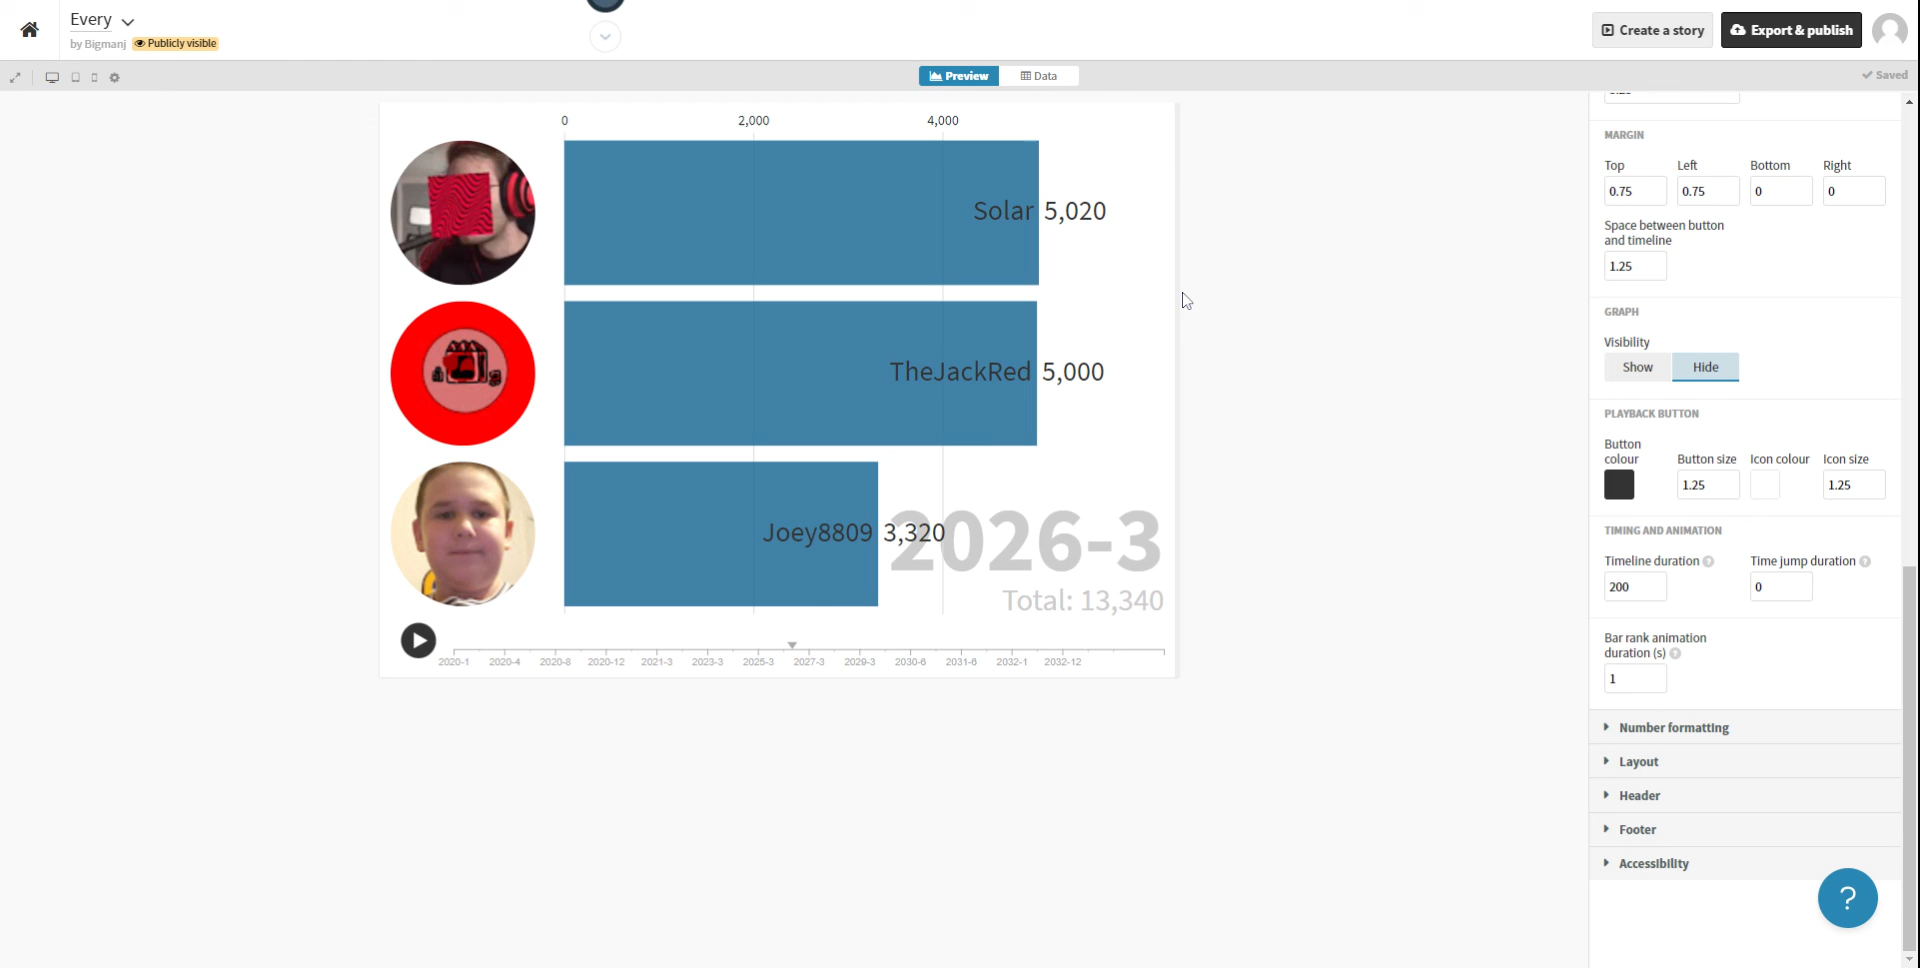 Every
by Bigmanj Publicly visible
Create a story
Export & publish
Preview
Data
Saved
0 2,000 4,000
Solar 5,020
TheJackRed 5,000
Joey8809 3,320
2026-3
Total: 13,340
2020-1 2020-4 2020-8 2020-12 2021-3 2023-3 2025-3 2027-3 2029-3 2030-6 2031-6 2032-1 2032-12
MARGIN
Top Left Bottom Right
0.75 0.75 0 0
Space between button
and timeline
1.25
GRAPH
Visibility
Show Hide
PLAYBACK BUTTON
Button
colour Button size Icon colour Icon size
1.25 1.25
TIMING AND ANIMATION
Timeline duration ? Time jump duration ?
200 0
Bar rank animation
duration (s) ?
1
Number formatting
Layout
Header
Footer
Accessibility
?